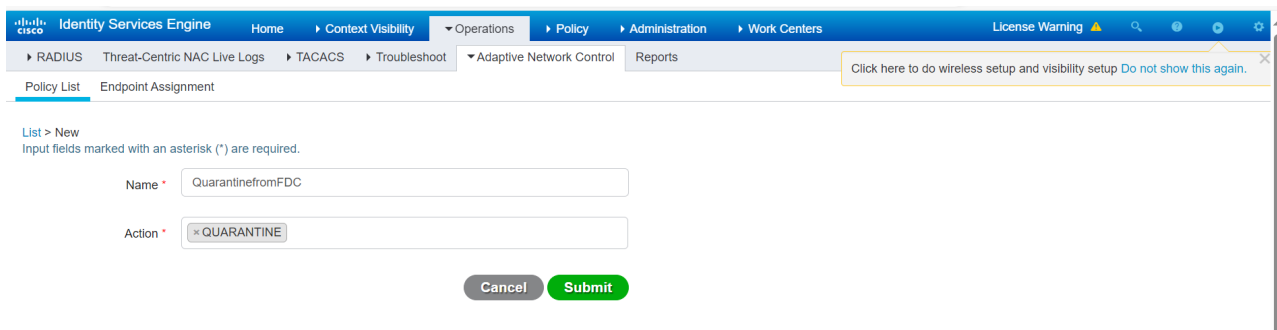 cisco Identity Services Engine Home Context Visibility Operations Policy Administration Work Centers License Warning
RADIUS Threat-Centric NAC Live Logs TACACS Troubleshoot Adaptive Network Control Reports
Click here to do wireless setup and visibility setup Do not show this again.
Policy List Endpoint Assignment
List > New
Input fields marked with an asterisk (*) are required.
Name * QuarantinefromFDC
Action * × QUARANTINE
Cancel Submit